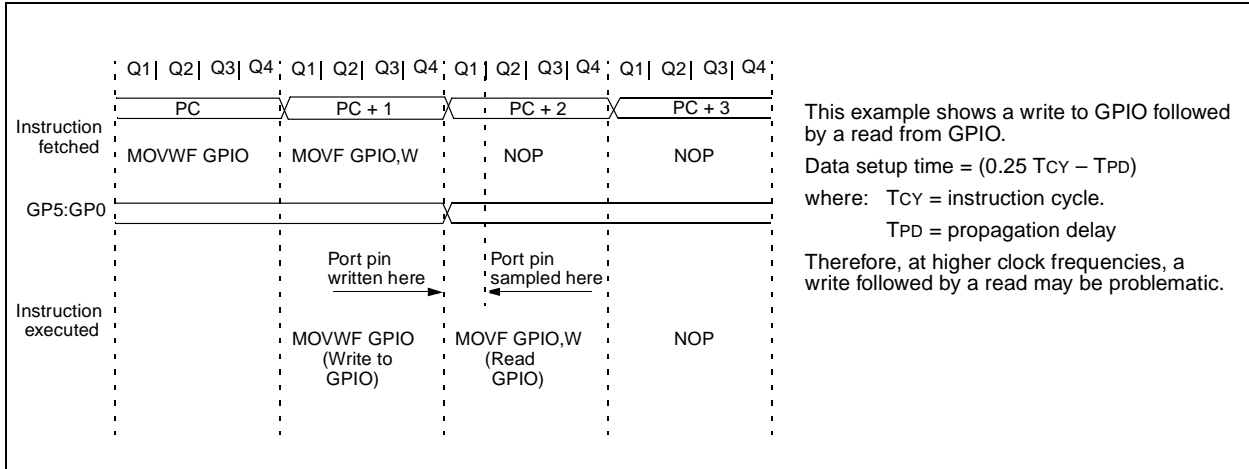 Q1| Q2| Q3| Q4 Q1| Q2| Q3| Q4 Q1| Q2| Q3| Q4 Q1| Q2| Q3| Q4
PC PC + 1 PC + 2 PC + 3
Instruction
fetched
MOVWF GPIO MOVF GPIO,W NOP NOP
GP5:GP0
Port pin
written here
Port pin
sampled here
Instruction
executed
MOVWF GPIO
(Write to
GPIO)
MOVF GPIO,W
(Read
GPIO)
NOP
This example shows a write to GPIO followed
by a read from GPIO.
Data setup time = (0.25 TCY – TPD)
where: TCY = instruction cycle.
TPD = propagation delay
Therefore, at higher clock frequencies, a
write followed by a read may be problematic.